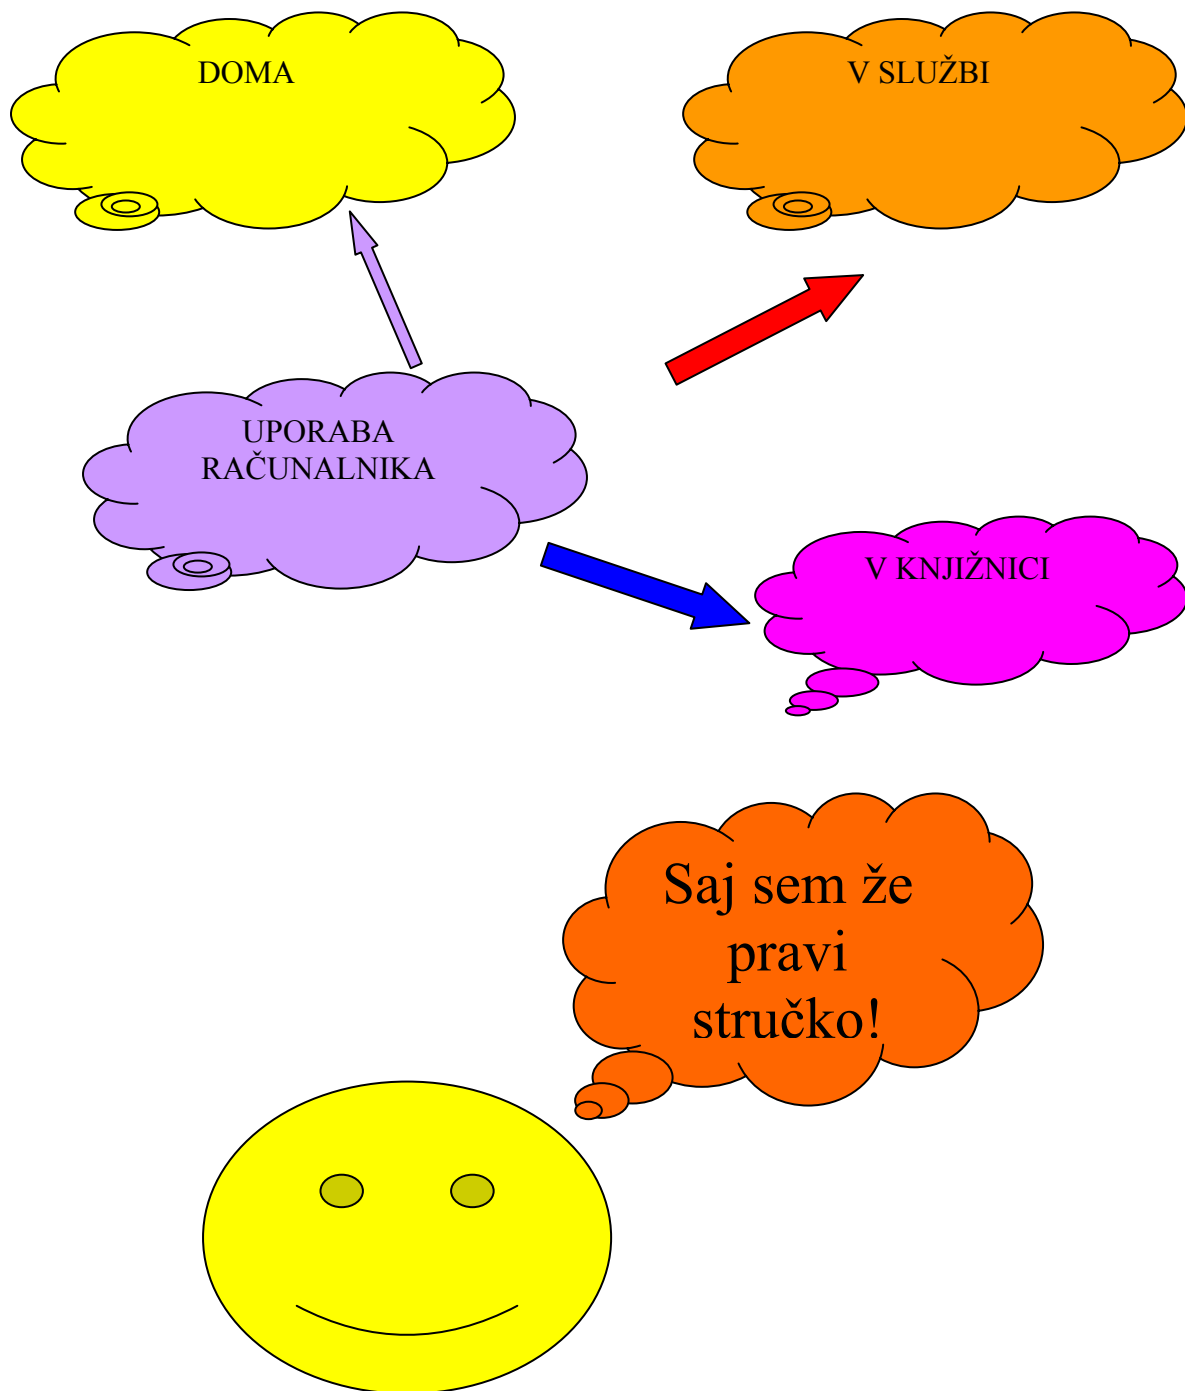 DOMA
V SLUŽBI
UPORABA
RAČUNALNIKA
V KNJIŽNICI
Saj sem že
pravi
stručko!